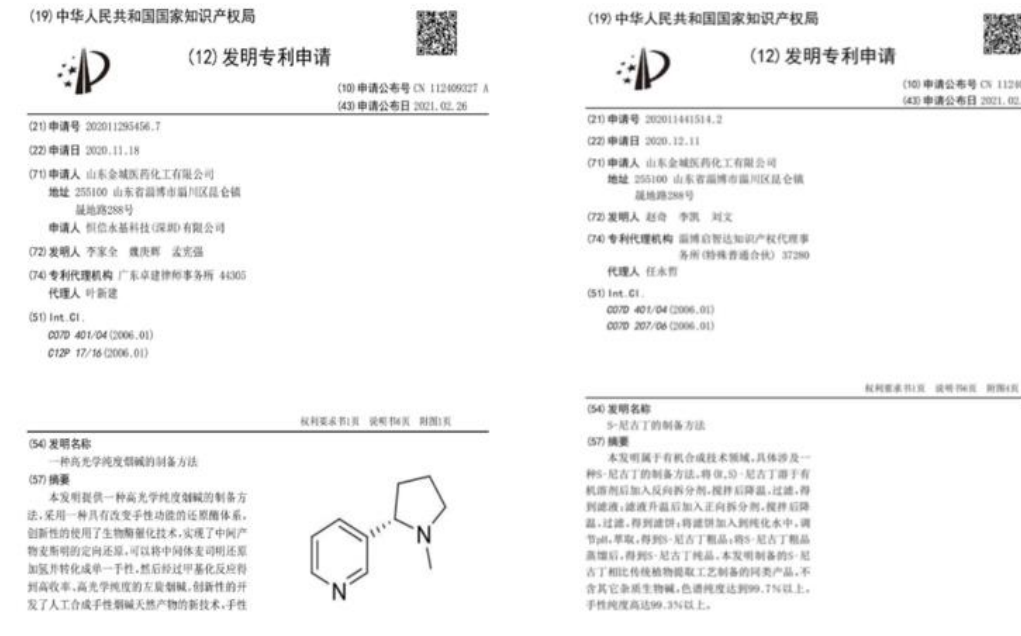 (19) 中华人民共和国国家知识产权局
(12) 发明专利申请
(10) 申请公布号 CN 112409327 A
(43) 申请公布日 2021.02.26
(21) 申请号 202011295456.7
(22) 申请日 2020.11.18
(71) 申请人 山东金城医药化工有限公司
地址 255100 山东省淄博市淄川区昆仑镇
晟地路288号
申请人 恒信永基科技(深圳)有限公司
(72) 发明人 李家全 魏庚辉 孟宪强
(74) 专利代理机构 广东卓建律师事务所 44305
代理人 叶新建
(51) Int.Cl.
C07D 401/04 (2006.01)
C12P 17/16 (2006.01)
权利要求书1页 说明书6页 附图1页
(54) 发明名称
一种高光学纯度烟碱的制备方法
(57) 摘要
本发明提供一种高光学纯度烟碱的制备方
法,采用一种具有改变手性功能的还原酶体系,
创新性的使用了生物酶催化技术,实现了中间产
物麦斯明的定向还原,可以将中间体麦司明还原
加氢并转化成单一手性,然后经过甲基化反应得
到高收率、高光学纯度的左旋烟碱,创新性的开
发了人工合成手性烟碱天然产物的新技术,手性
N
N
(19) 中华人民共和国国家知识产权局
(12) 发明专利申请
(10) 申请公布号 CN 1124
(43) 申请公布日 2021.02.
(21) 申请号 202011441514.2
(22) 申请日 2020.12.11
(71) 申请人 山东金城医药化工有限公司
地址 255100 山东省淄博市淄川区昆仑镇
晟地路288号
(72) 发明人 赵奇 李凯 刘文
(74) 专利代理机构 淄博启智达知识产权代理事
务所(特殊普通合伙) 37280
代理人 任永哲
(51) Int.Cl.
C07D 401/04 (2006.01)
C07D 207/06 (2006.01)
权利要求书1页 说明书6页 附图4页
(54) 发明名称
S-尼古丁的制备方法
(57) 摘要
本发明属于有机合成技术领域,具体涉及一
种S-尼古丁的制备方法。将(R,S)-尼古丁溶于有
机溶剂后加入反向拆分剂,搅拌后降温,过滤,得
到滤液;滤液升温后加入正向拆分剂,搅拌后降
温,过滤,得到滤饼;将滤饼加入到纯化水中,调
节pH,萃取,得到S-尼古丁粗品;将S-尼古丁粗品
蒸馏后,得到S-尼古丁纯品。本发明制备的S-尼
古丁相比传统植物提取工艺制备的同类产品,不
含其它杂质生物碱,色谱纯度达到99.7%以上,
手性纯度高达99.3%以上。